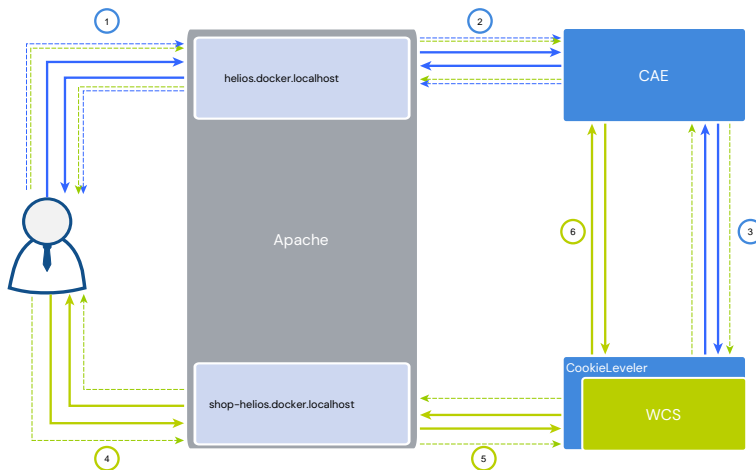 1
2
helios.docker.localhost
CAE
Apache
6
3
CookieLeveler
shop-helios.docker.localhost
WCS
4
5